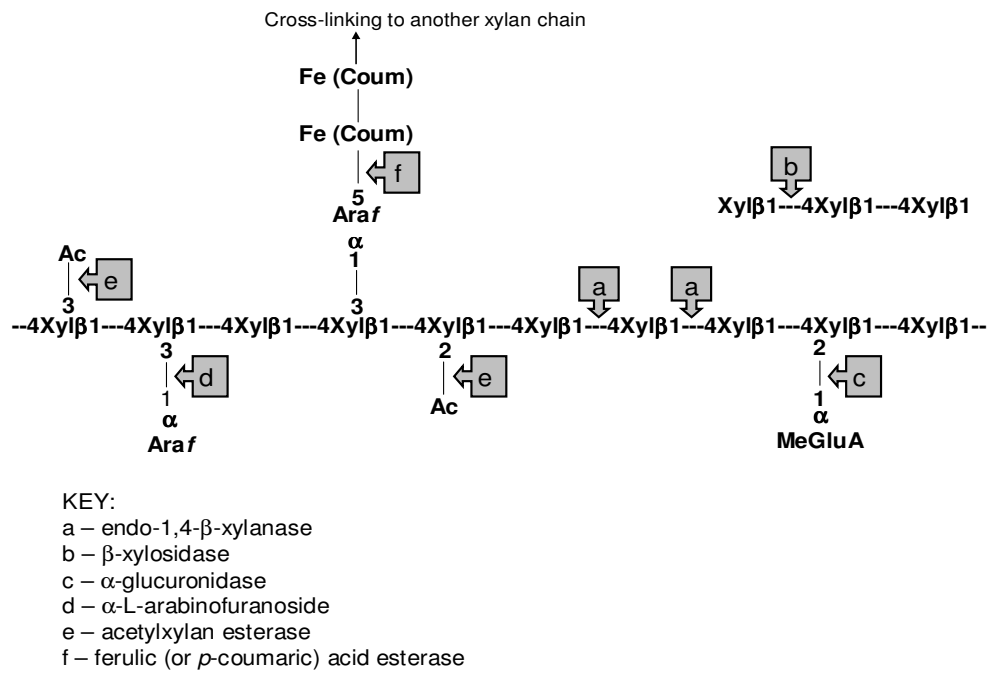 Cross-linking to another xylan chain
Fe (Coum)
Fe (Coum)
f
5
Araf
α
1
b
Xylβ1---4Xylβ1---4Xylβ1
Ac
e
3
3
a
a
--4Xylβ1---4Xylβ1---4Xylβ1---4Xylβ1---4Xylβ1---4Xylβ1---4Xylβ1---4Xylβ1---4Xylβ1---4Xylβ1--
3
d
1
α
Araf
2
e
Ac
2
c
1
α
MeGluA
KEY:
a – endo-1,4-β-xylanase
b – β-xylosidase
c – α-glucuronidase
d – α-L-arabinofuranoside
e – acetylxylan esterase
f – ferulic (or p-coumaric) acid esterase